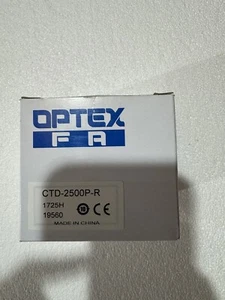 OPTEX
FA
CTD-2500P-R
1725H
19560
MADE IN CHINA